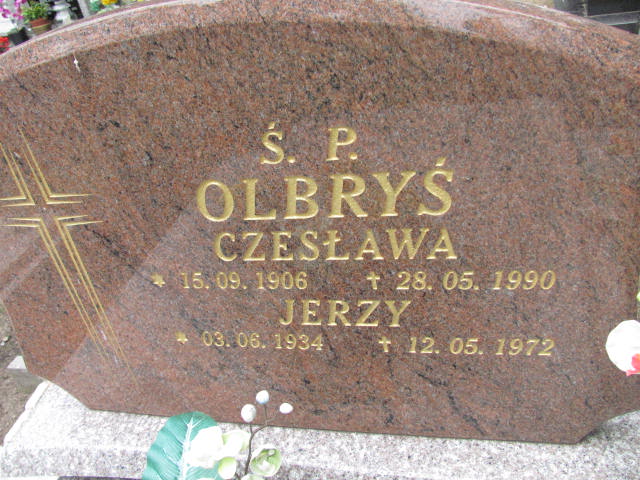 Ś. P.
OLBRYŚ
CZESŁAWA
* 15. 09. 1906 † 28. 05. 1990
JERZY
* 03. 06. 1934 † 12. 05. 1972